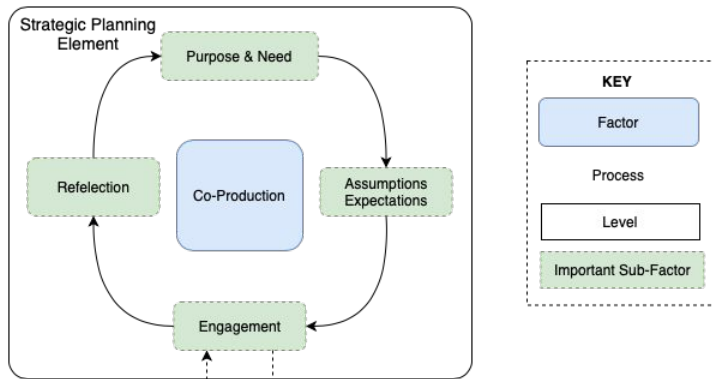 Strategic Planning
Element
Purpose & Need
Refelection
Co-Production
Assumptions
Expectations
Engagement
KEY
Factor
Process
Level
Important Sub-Factor